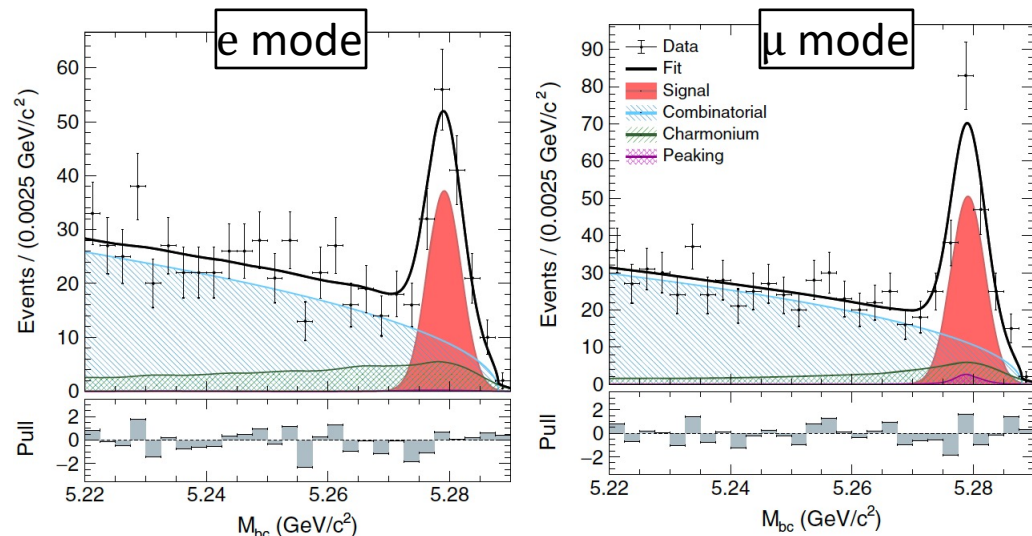 e mode
Events / (0.0025 GeV/c²)
60
50
40
30
20
10
0
Pull
2
0
−2
5.22 5.24 5.26 5.28
M_bc (GeV/c²)
μ mode
Data
Fit
Signal
Combinatorial
Charmonium
Peaking
Events / (0.0025 GeV/c²)
90
80
70
60
50
40
30
20
10
0
Pull
2
0
−2
5.22 5.24 5.26 5.28
M_bc (GeV/c²)